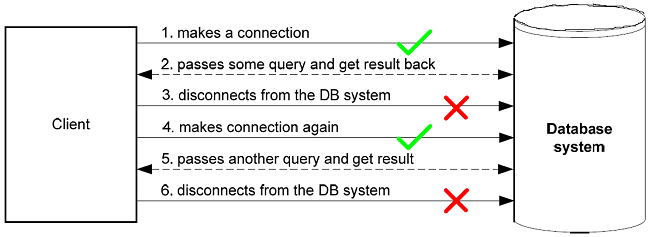 1. makes a connection
2. passes some query and get result back
3. disconnects from the DB system
Client
4. makes connection again
Database
system
5. passes another query and get result
6. disconnects from the DB system